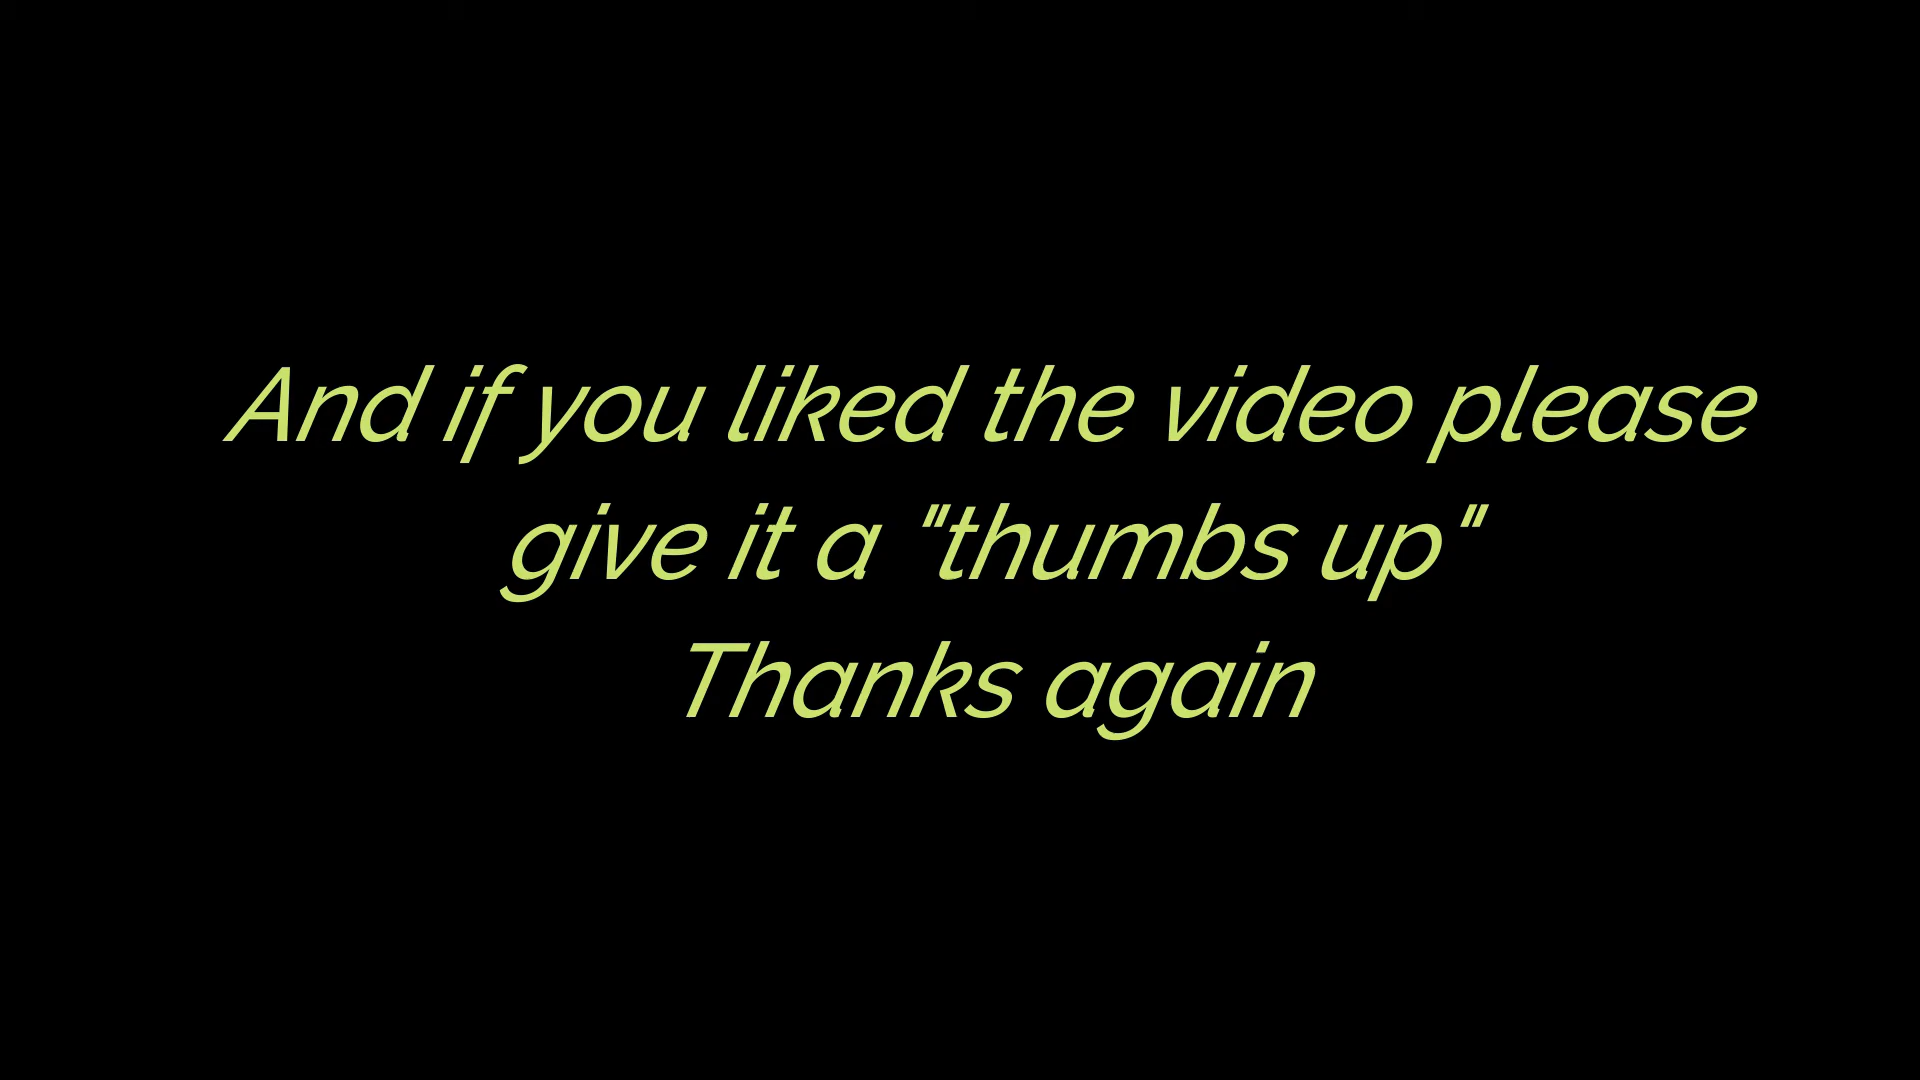 And if you liked the video please
give it a "thumbs up"
Thanks again